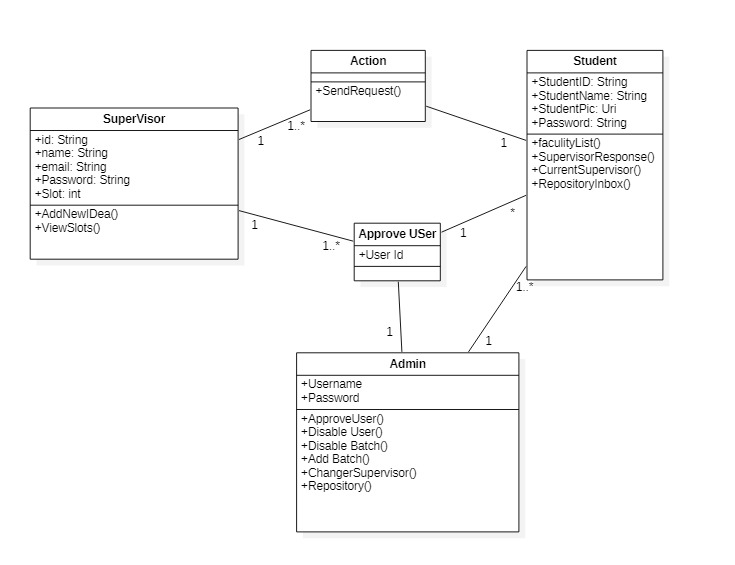 Action
+SendRequest()
Student
+StudentID: String
+StudentName: String
+StudentPic: Uri
+Password: String
+faculityList()
+SupervisorResponse()
+CurrentSupervisor()
+RepositoryInbox()
SuperVisor
+id: String
+name: String
+email: String
+Password: String
+Slot: int
+AddNewIDea()
+ViewSlots()
1
1..*
1
1
1..*
Approve USer
+User Id
1
*
1
1..*
1
Admin
+Username
+Password
+ApproveUser()
+Disable User()
+Disable Batch()
+Add Batch()
+ChangerSupervisor()
+Repository()